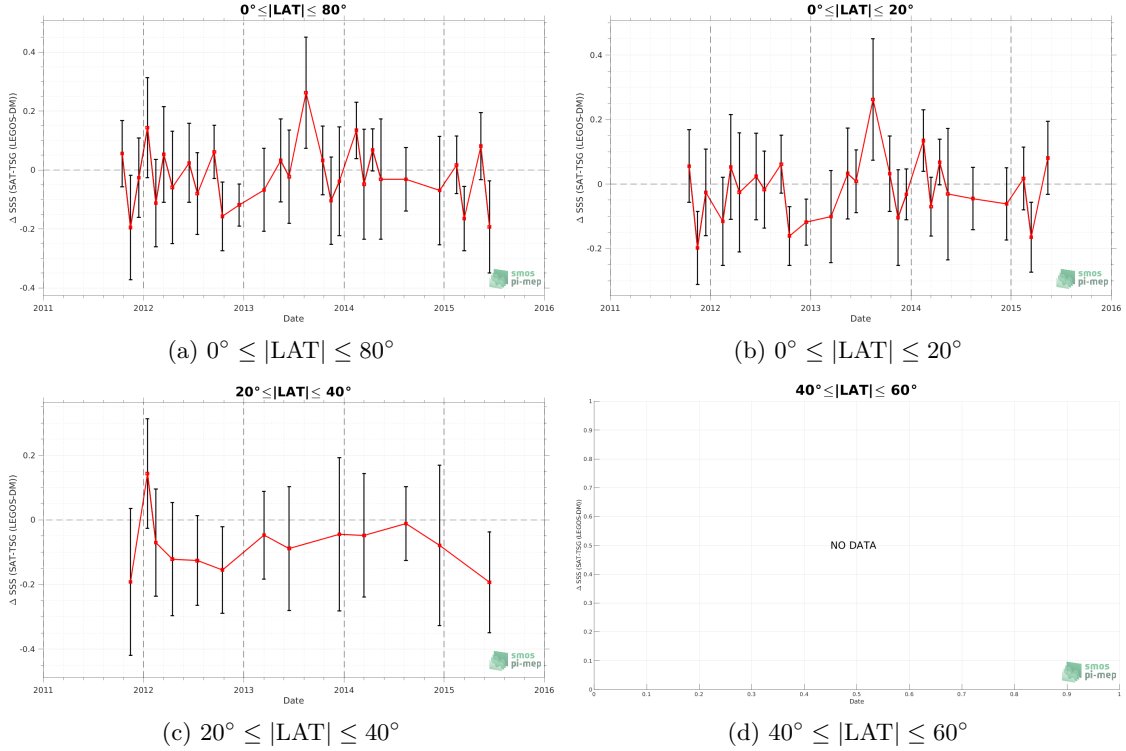 0°≤|LAT|≤ 80°
Δ SSS (SAT-TSG (LEGOS-DM))
0.4
0.2
0
-0.2
-0.4
2011 2012 2013 2014 2015 2016
Date
smos
pi-mep
(a) 0° ≤ |LAT| ≤ 80°
0°≤|LAT|≤ 20°
Δ SSS (SAT-TSG (LEGOS-DM))
0.4
0.2
0
-0.2
2011 2012 2013 2014 2015 2016
Date
smos
pi-mep
(b) 0° ≤ |LAT| ≤ 20°
20°≤|LAT|≤ 40°
Δ SSS (SAT-TSG (LEGOS-DM))
0.2
0
-0.2
-0.4
2011 2012 2013 2014 2015 2016
Date
smos
pi-mep
(c) 20° ≤ |LAT| ≤ 40°
40°≤|LAT|≤ 60°
Δ SSS (SAT-TSG (LEGOS-DM))
1
0.9
0.8
0.7
0.6
0.5
0.4
0.3
0.2
0.1
0
NO DATA
0 0.1 0.2 0.3 0.4 0.5 0.6 0.7 0.8 0.9 1
Date
smos
pi-mep
(d) 40° ≤ |LAT| ≤ 60°